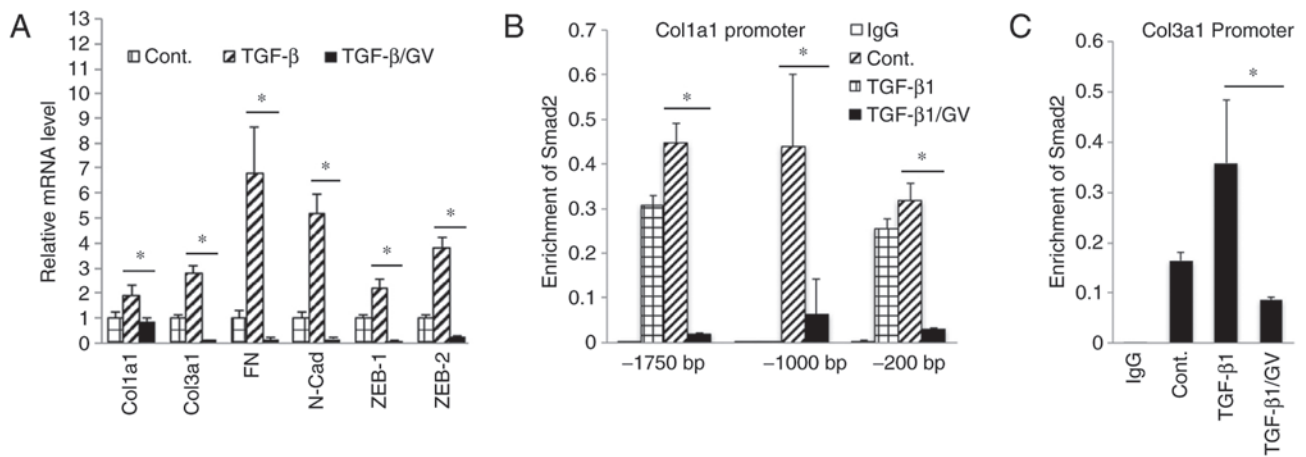 A
Relative mRNA level
13
12
11
10
9
8
7
6
5
4
3
2
1
0
Cont. TGF-β TGF-β/GV
* * * * * *
Col1a1 Col3a1 FN N-Cad ZEB-1 ZEB-2
B
Col1a1 promoter
Enrichment of Smad2
0.7
0.6
0.5
0.4
0.3
0.2
0.1
0
IgG
Cont.
TGF-β1
TGF-β1/GV
* * *
−1750 bp −1000 bp −200 bp
C
Col3a1 Promoter
Enrichment of Smad2
0.6
0.5
0.4
0.3
0.2
0.1
0
*
IgG Cont. TGF-β1 TGF-β1/GV